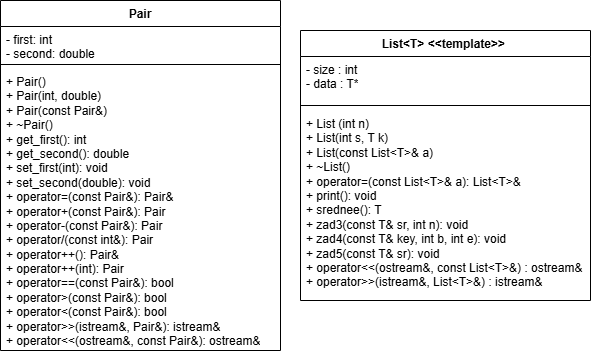 Pair
- first: int
- second: double
+ Pair()
+ Pair(int, double)
+ Pair(const Pair&)
+ ~Pair()
+ get_first(): int
+ get_second(): double
+ set_first(int): void
+ set_second(double): void
+ operator=(const Pair&): Pair&
+ operator+(const Pair&): Pair
+ operator-(const Pair&): Pair
+ operator/(const int&): Pair
+ operator++(): Pair&
+ operator++(int): Pair
+ operator==(const Pair&): bool
+ operator>(const Pair&): bool
+ operator<(const Pair&): bool
+ operator>>(istream&, Pair&): istream&
+ operator<<(ostream&, const Pair&): ostream&
List<T> <<template>>
- size : int
- data : T*
+ List (int n)
+ List(int s, T k)
+ List(const List<T>& a)
+ ~List()
+ operator=(const List<T>& a): List<T>&
+ print(): void
+ srednee(): T
+ zad3(const T& sr, int n): void
+ zad4(const T& key, int b, int e): void
+ zad5(const T& sr): void
+ operator<<(ostream&, const List<T>&) : ostream&
+ operator>>(istream&, List<T>&) : istream&